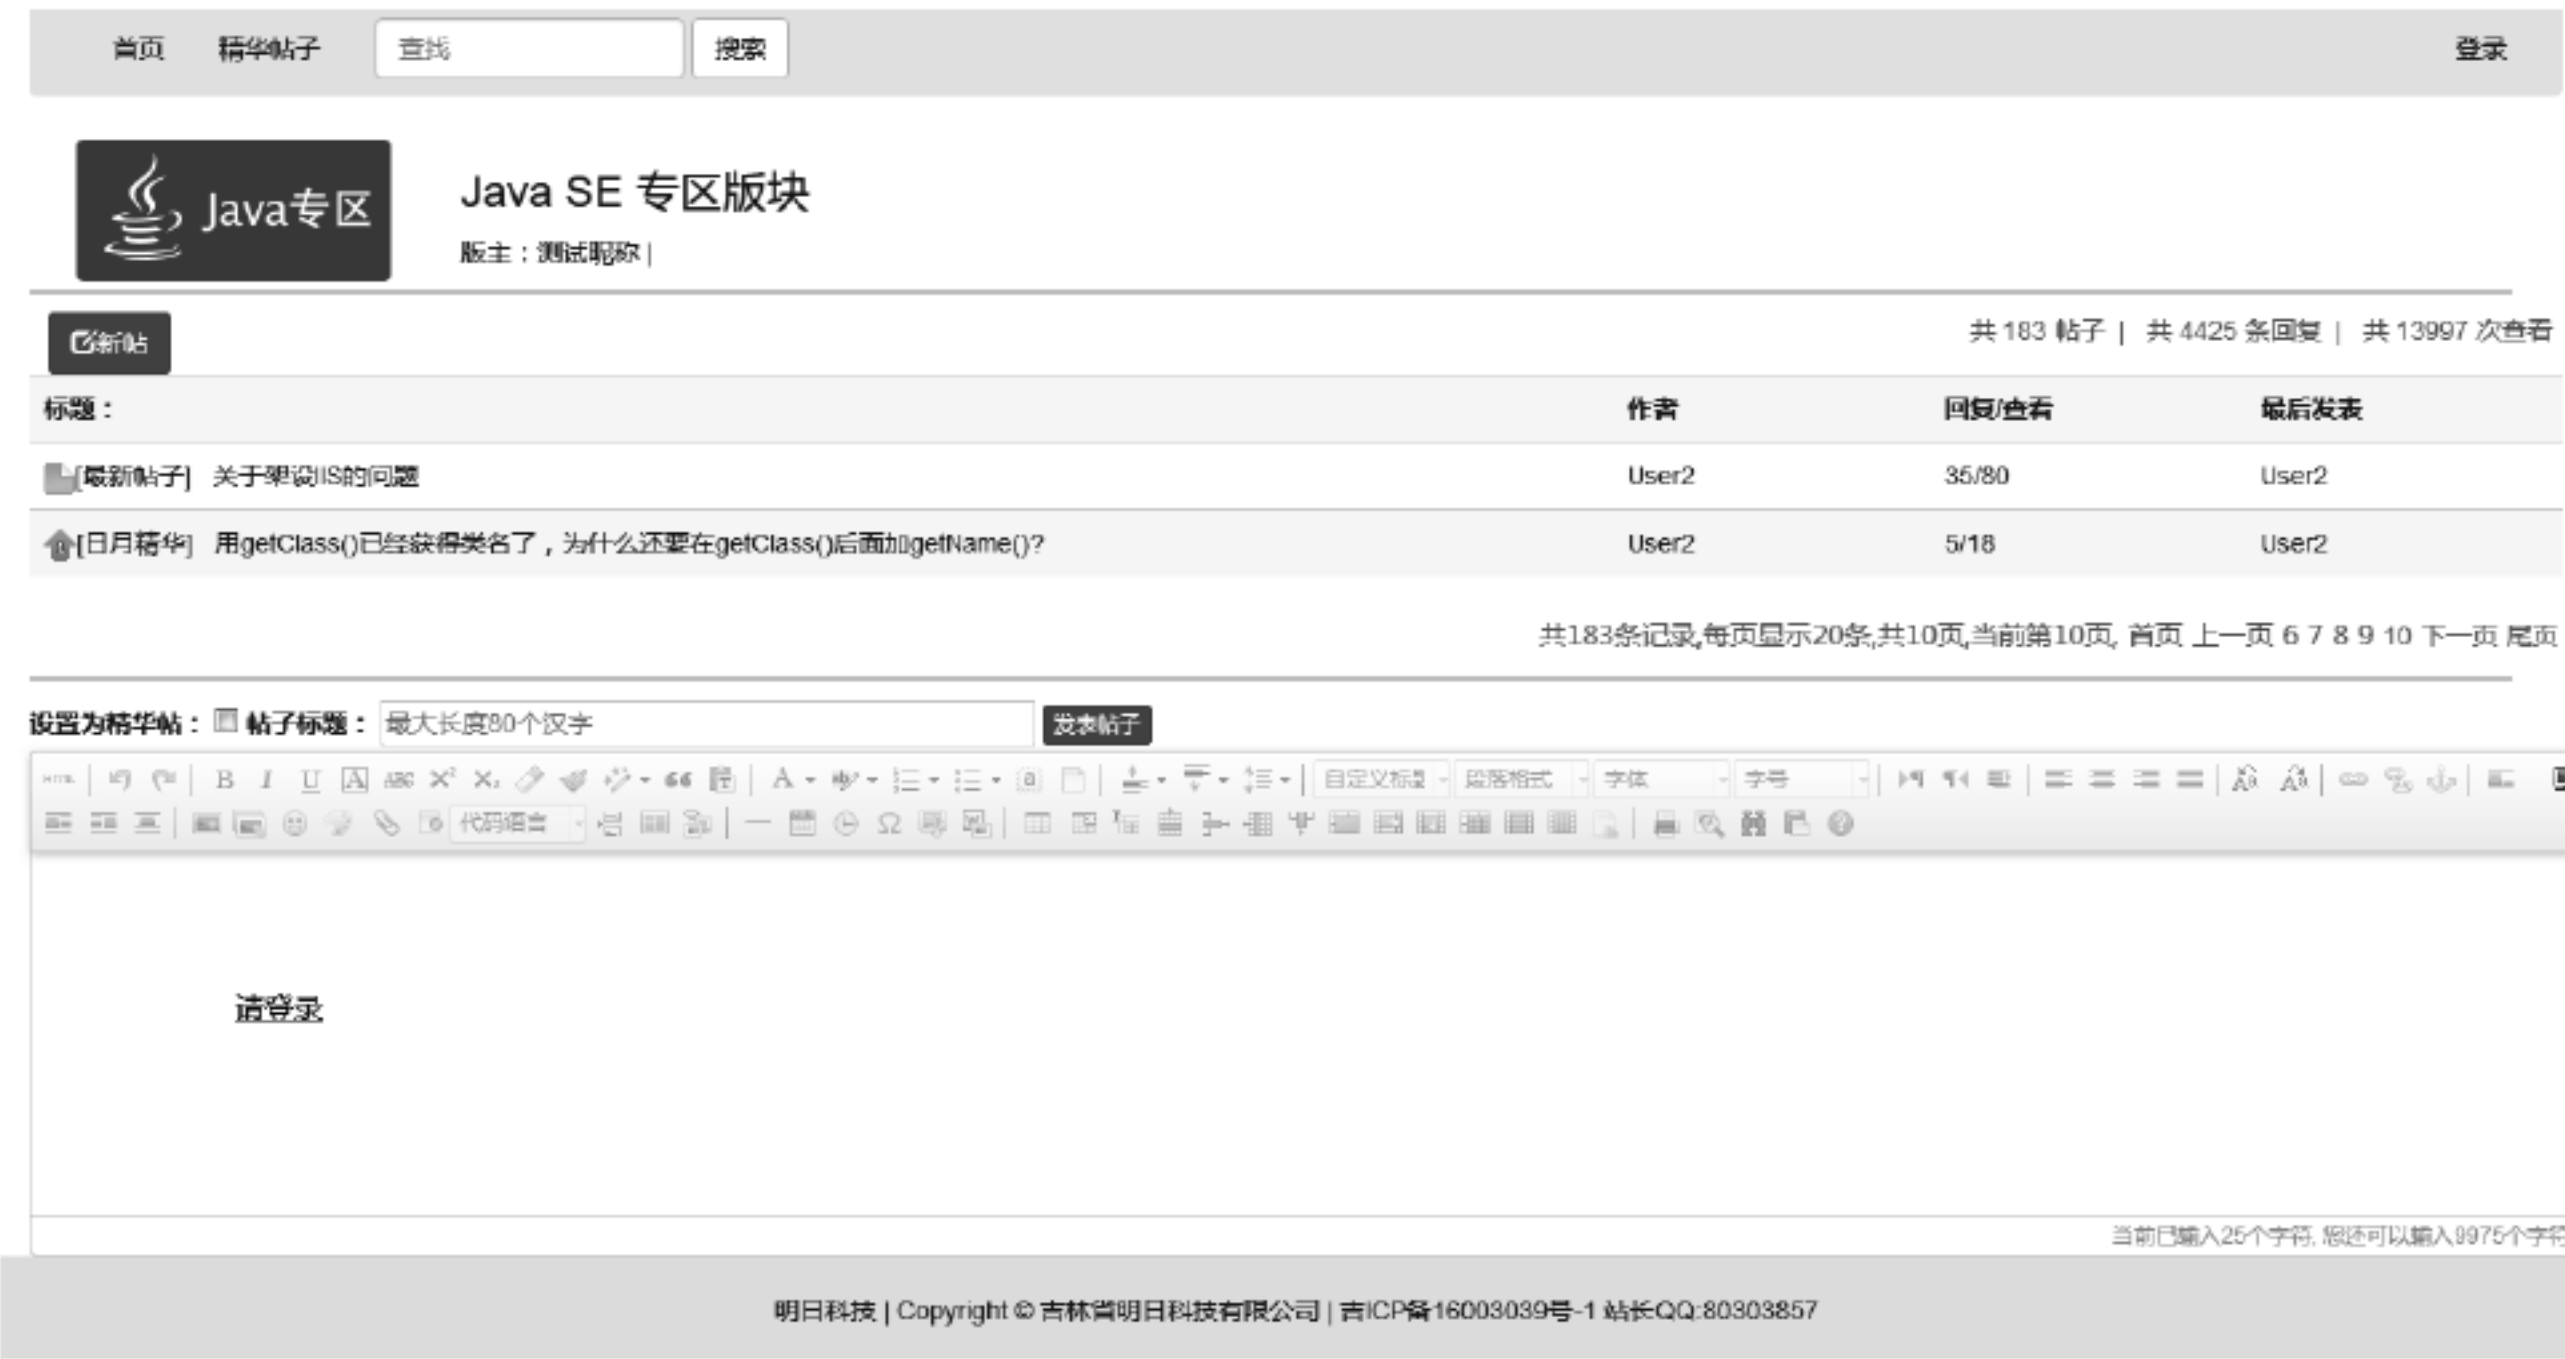 首页 精华帖子 查找 搜索 登录
Java专区
Java SE 专区版块
版主：测试昵称 |
新帖
共 183 帖子 | 共 4425 条回复 | 共 13997 次查看
标题： 作者 回复/查看 最后发表
[最新帖子] 关于架设IIS的问题 User2 35/80 User2
[日月精华] 用getClass()已经获得类名了，为什么还要在getClass()后面加getName()? User2 5/18 User2
共183条记录,每页显示20条,共10页,当前第10页, 首页 上一页 6 7 8 9 10 下一页 尾页
设置为精华帖： 帖子标题： 最大长度80个汉字 发表帖子
HTML B I U A ABC 自定义标题 段落格式 字体 字号
代码语言
请登录
当前已输入25个字符, 您还可以输入9975个字符
明日科技 | Copyright © 吉林省明日科技有限公司 | 吉ICP备16003039号-1 站长QQ:80303857